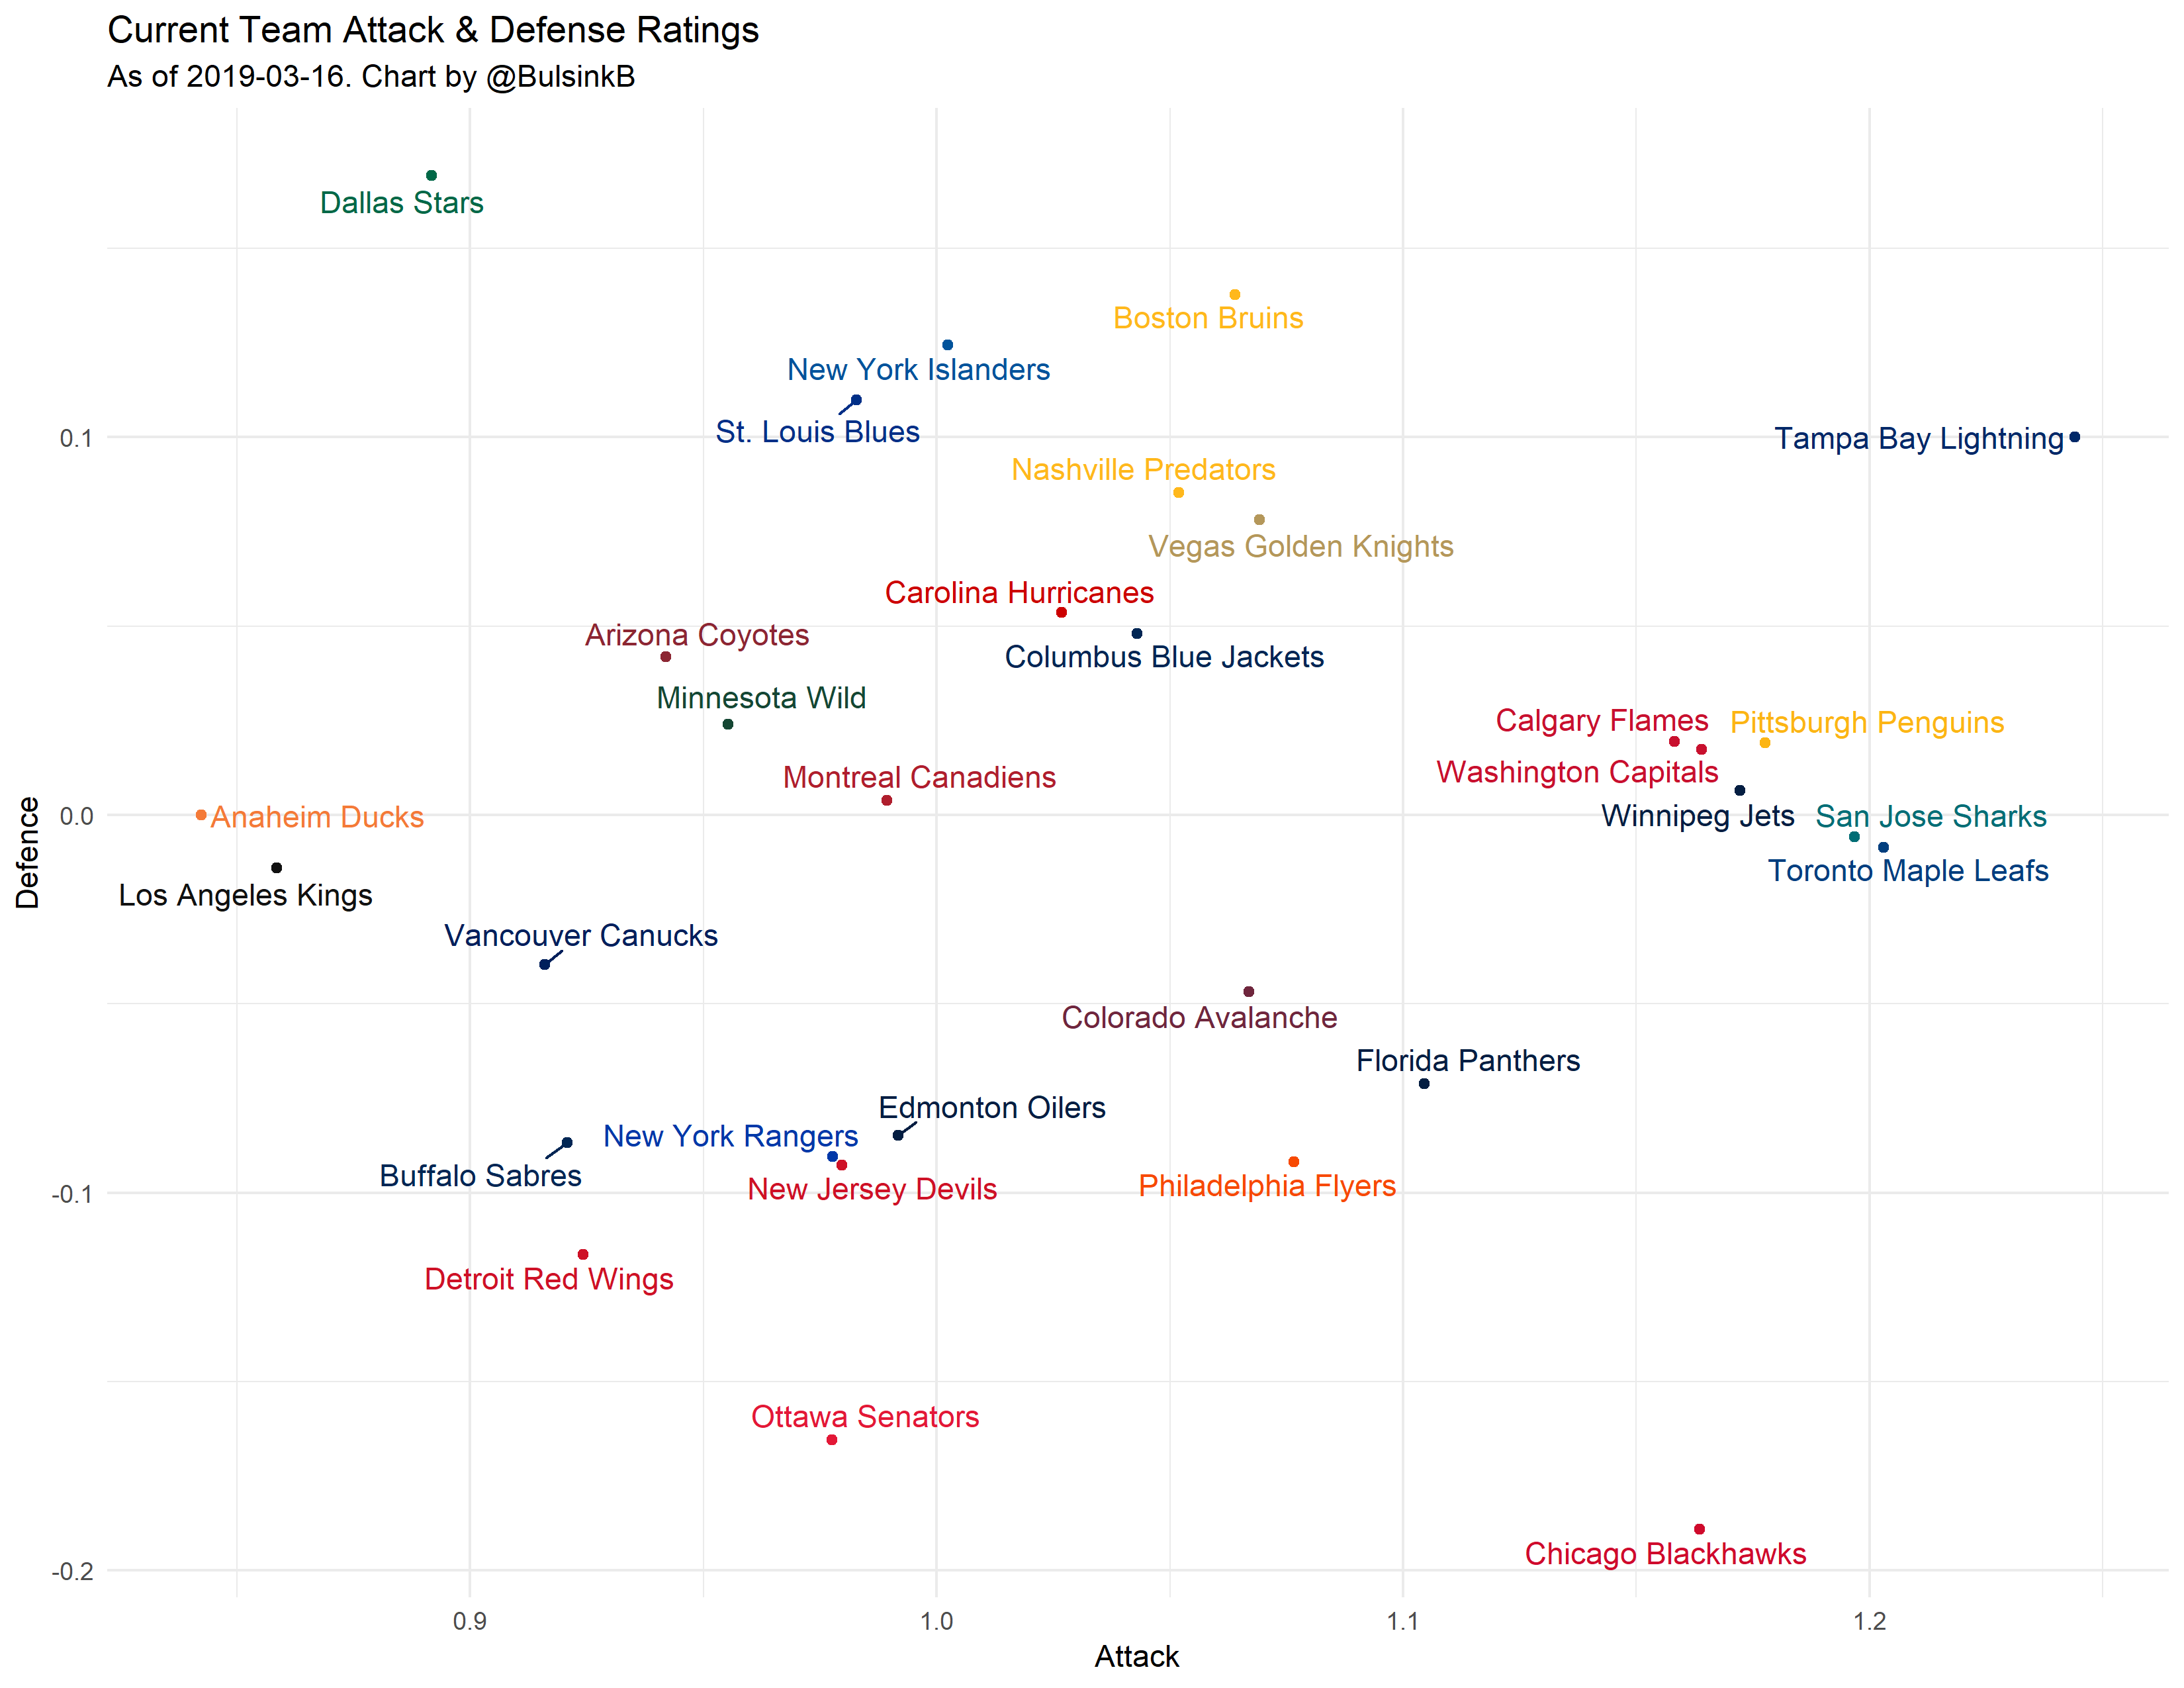 Current Team Attack & Defense Ratings
As of 2019-03-16. Chart by @BulsinkB
Dallas Stars
Boston Bruins
New York Islanders
St. Louis Blues
0.1
Tampa Bay Lightning
Nashville Predators
Vegas Golden Knights
Carolina Hurricanes
Arizona Coyotes
Columbus Blue Jackets
Minnesota Wild
Calgary Flames
Pittsburgh Penguins
Washington Capitals
Montreal Canadiens
Defence
0.0
Anaheim Ducks
Winnipeg Jets
San Jose Sharks
Toronto Maple Leafs
Los Angeles Kings
Vancouver Canucks
Colorado Avalanche
Florida Panthers
Edmonton Oilers
New York Rangers
Buffalo Sabres
New Jersey Devils
Philadelphia Flyers
-0.1
Detroit Red Wings
Ottawa Senators
Chicago Blackhawks
-0.2
0.9
1.0
1.1
1.2
Attack